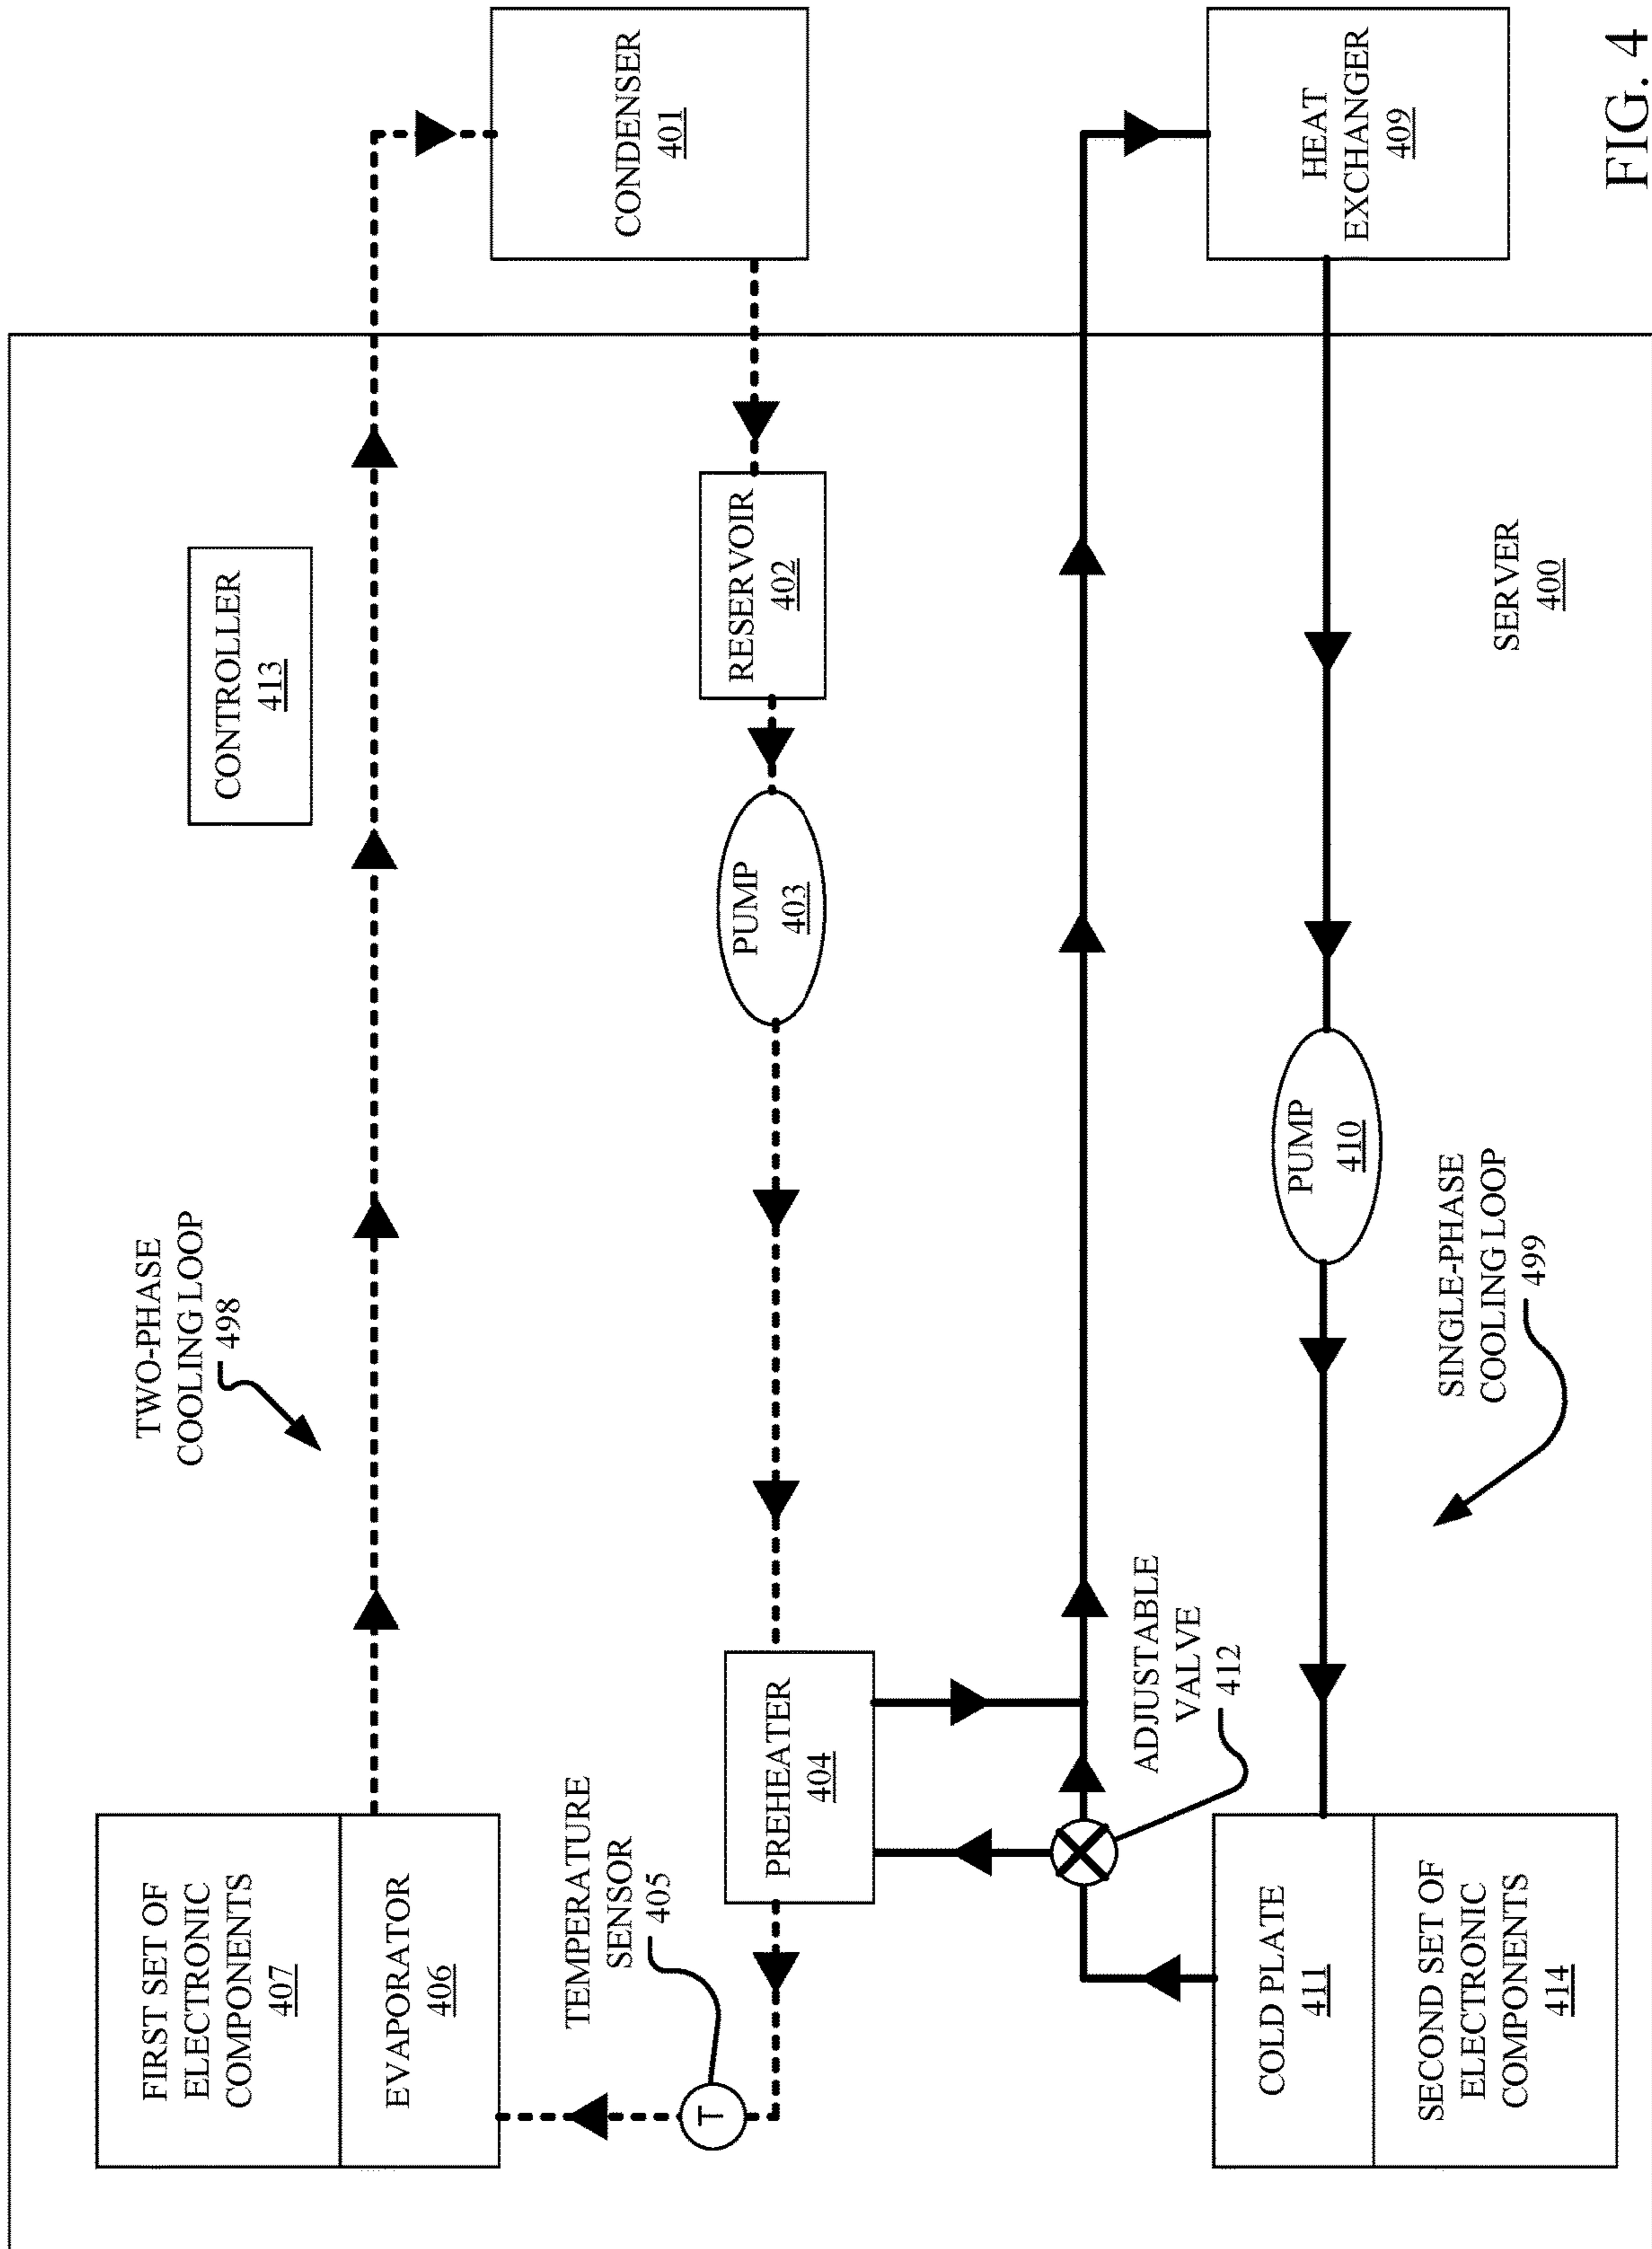 FIRST SET OF
ELECTRONIC
COMPONENTS
407
EVAPORATOR
406
TWO-PHASE
COOLING LOOP
498
CONTROLLER
413
CONDENSER
401
TEMPERATURE
SENSOR
405
T
PREHEATER
404
PUMP
403
RESERVOIR
402
ADJUSTABLE
VALVE
412
COLD PLATE
411
SECOND SET OF
ELECTRONIC
COMPONENTS
414
SINGLE-PHASE
COOLING LOOP
499
PUMP
410
SERVER
400
HEAT
EXCHANGER
409
FIG. 4